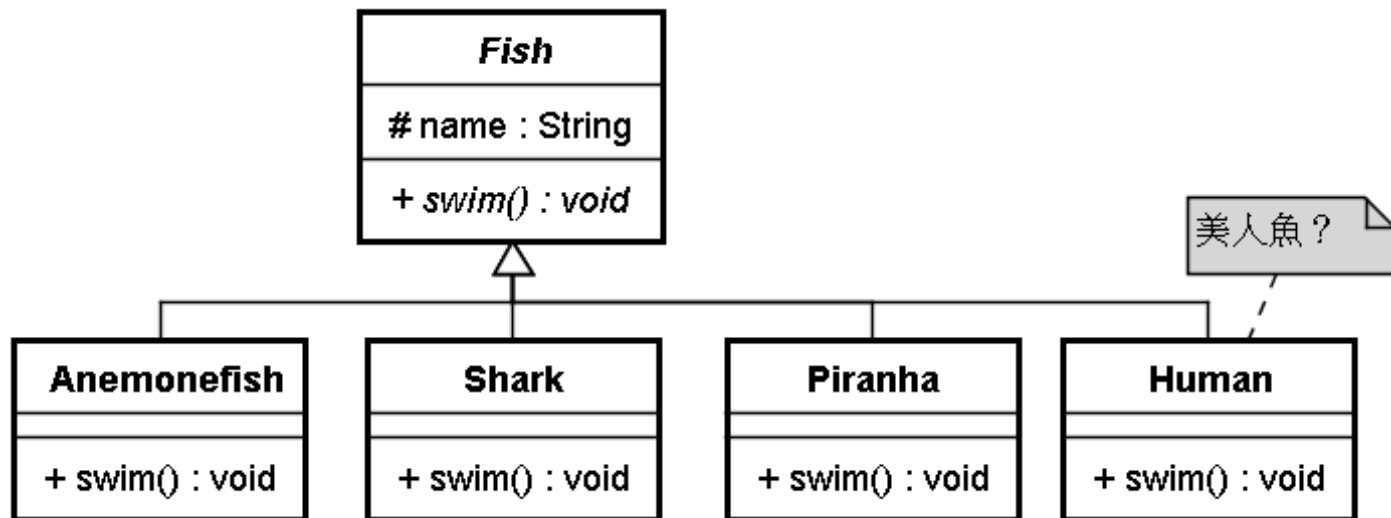 Fish
# name : String
+ swim() : void
美人魚？
Anemonefish
+ swim() : void
Shark
+ swim() : void
Piranha
+ swim() : void
Human
+ swim() : void